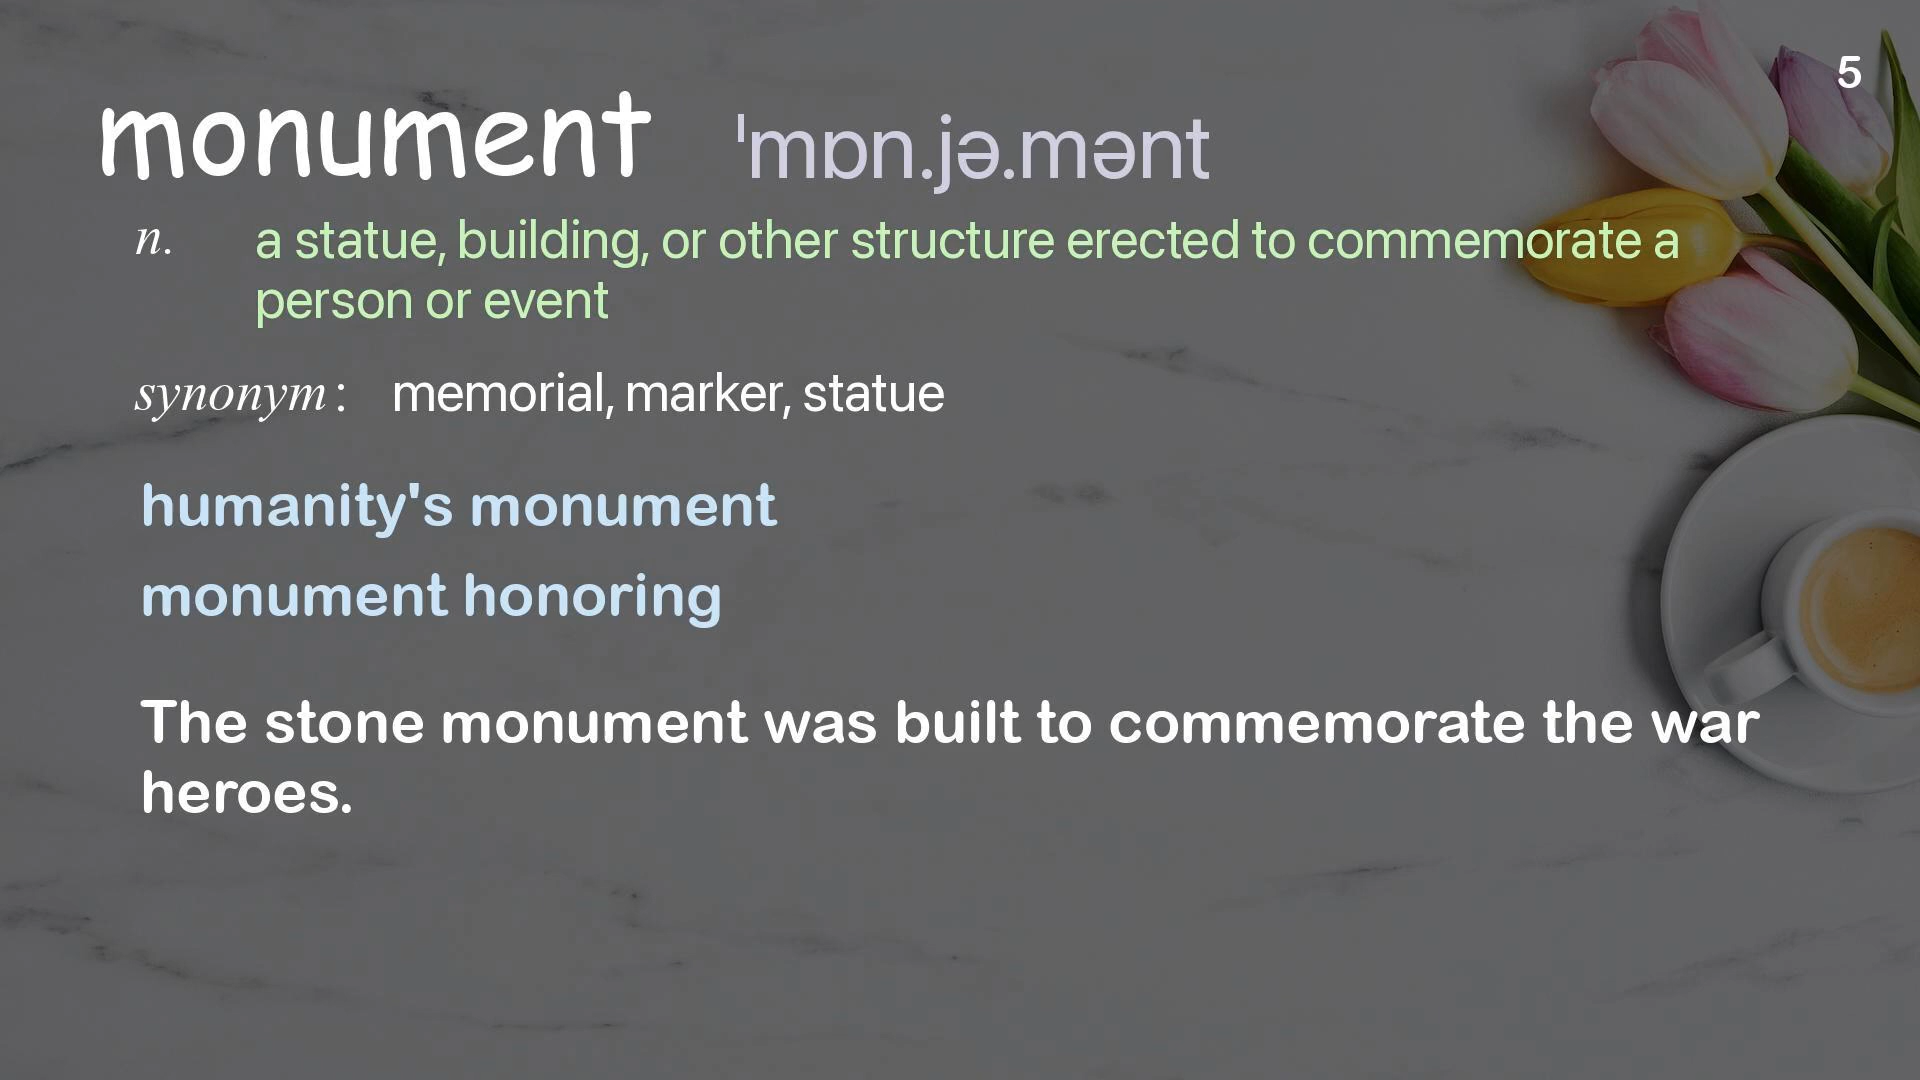 5
monument ˈmɒn.jə.mənt
n. a statue, building, or other structure erected to commemorate a
person or event
synonym: memorial, marker, statue
humanity's monument
monument honoring
The stone monument was built to commemorate the war
heroes.